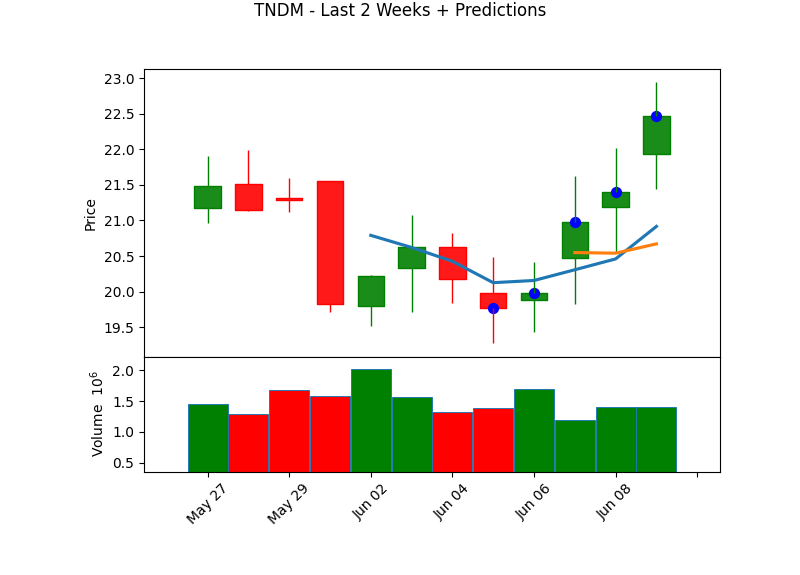 TNDM - Last 2 Weeks + Predictions
23.0
22.5
22.0
21.5
21.0
20.5
20.0
19.5
Price
2.0
1.5
1.0
0.5
Volume 10^6
May 27
May 29
Jun 02
Jun 04
Jun 06
Jun 08